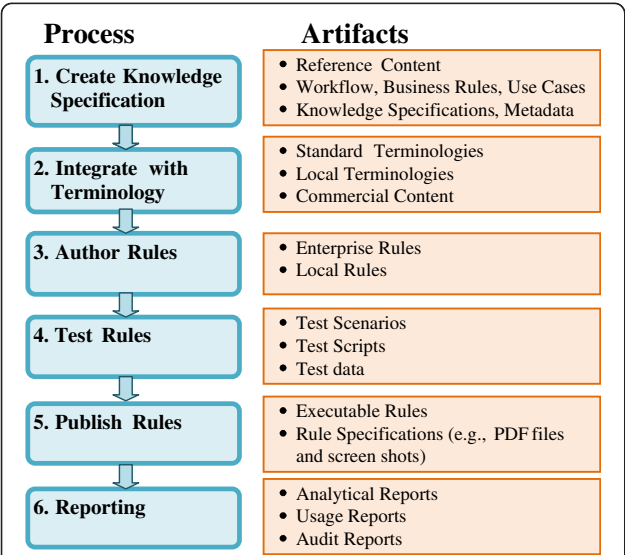 Process
Artifacts
1. Create Knowledge
Specification
• Reference Content
• Workflow, Business Rules, Use Cases
• Knowledge Specifications, Metadata
2. Integrate with
Terminology
• Standard Terminologies
• Local Terminologies
• Commercial Content
3. Author Rules
• Enterprise Rules
• Local Rules
4. Test Rules
• Test Scenarios
• Test Scripts
• Test data
5. Publish Rules
• Executable Rules
• Rule Specifications (e.g., PDF files
and screen shots)
6. Reporting
• Analytical Reports
• Usage Reports
• Audit Reports